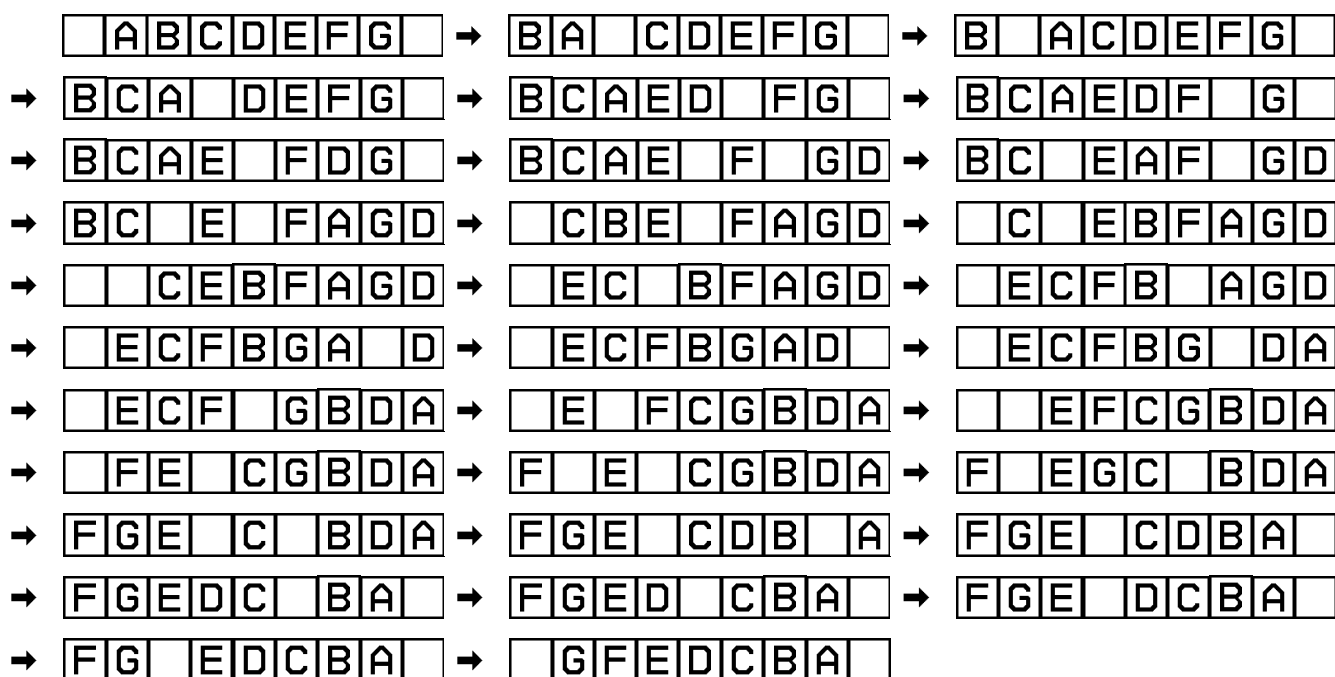 ABCDEFG → BA CDEFG → B ACDEFG
→ BCA DEFG → BCAED FG → BCAEDF G
→ BCAE FDG → BCAE F GD → BC EAF GD
→ BC E FAGD → CBE FAGD → C EBFAGD
→ CEBFAGD → EC BFAGD → ECFB AGD
→ ECFBGA D → ECFBGAD → ECFBG DA
→ ECF GBDA → E FCGBDA → EFCGBDA
→ FE CGBDA → F E CGBDA → F EGC BDA
→ FGE C BDA → FGE CDB A → FGE CDBA
→ FGEDC BA → FGED CBA → FGE DCBA
→ FG EDCBA → GFEDCBA